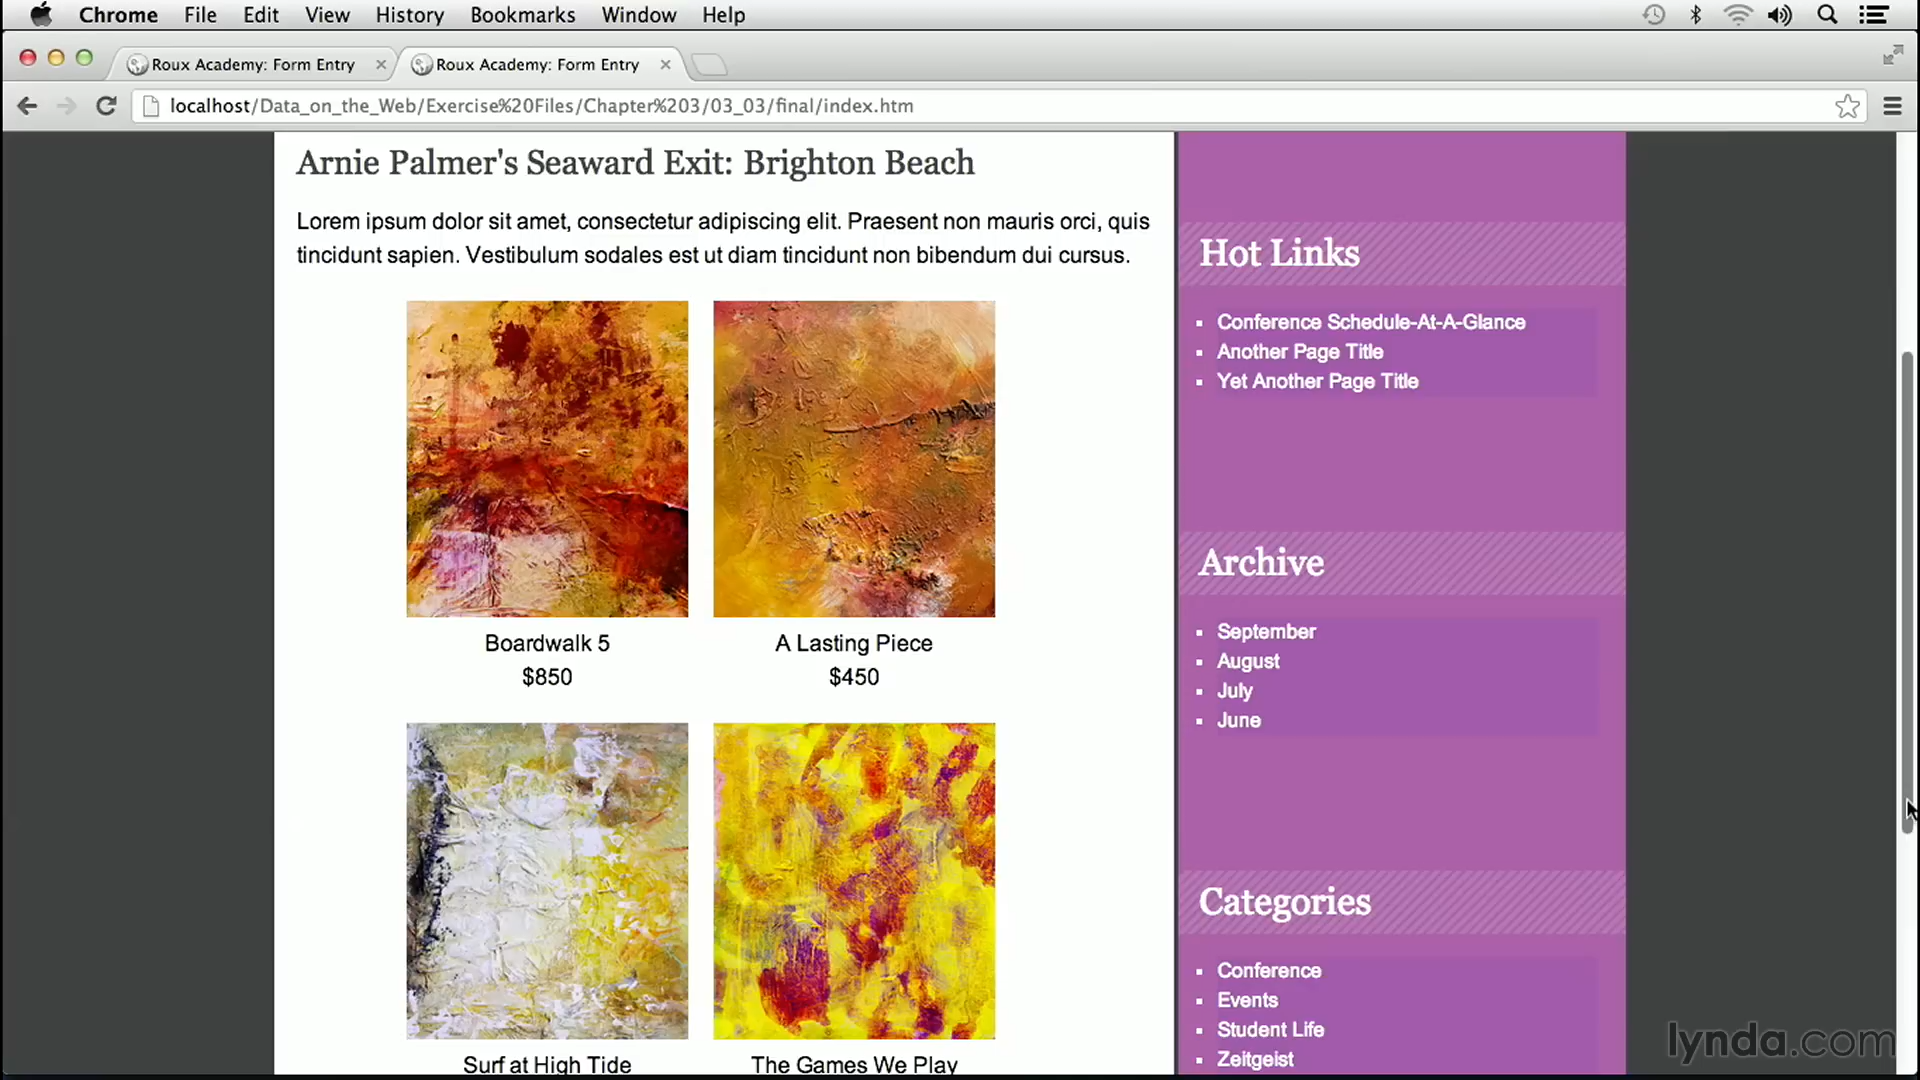 Chrome File Edit View History Bookmarks Window Help
Roux Academy: Form Entry
Roux Academy: Form Entry
localhost/Data_on_the_Web/Exercise%20Files/Chapter%203/03_03/final/index.htm
Arnie Palmer's Seaward Exit: Brighton Beach
Lorem ipsum dolor sit amet, consectetur adipiscing elit. Praesent non mauris orci, quis
tincidunt sapien. Vestibulum sodales est ut diam tincidunt non bibendum dui cursus.
Boardwalk 5
$850
A Lasting Piece
$450
Surf at High Tide
The Games We Play
Hot Links
Conference Schedule-At-A-Glance
Another Page Title
Yet Another Page Title
Archive
September
August
July
June
Categories
Conference
Events
Student Life
Zeitgeist
lynda.com